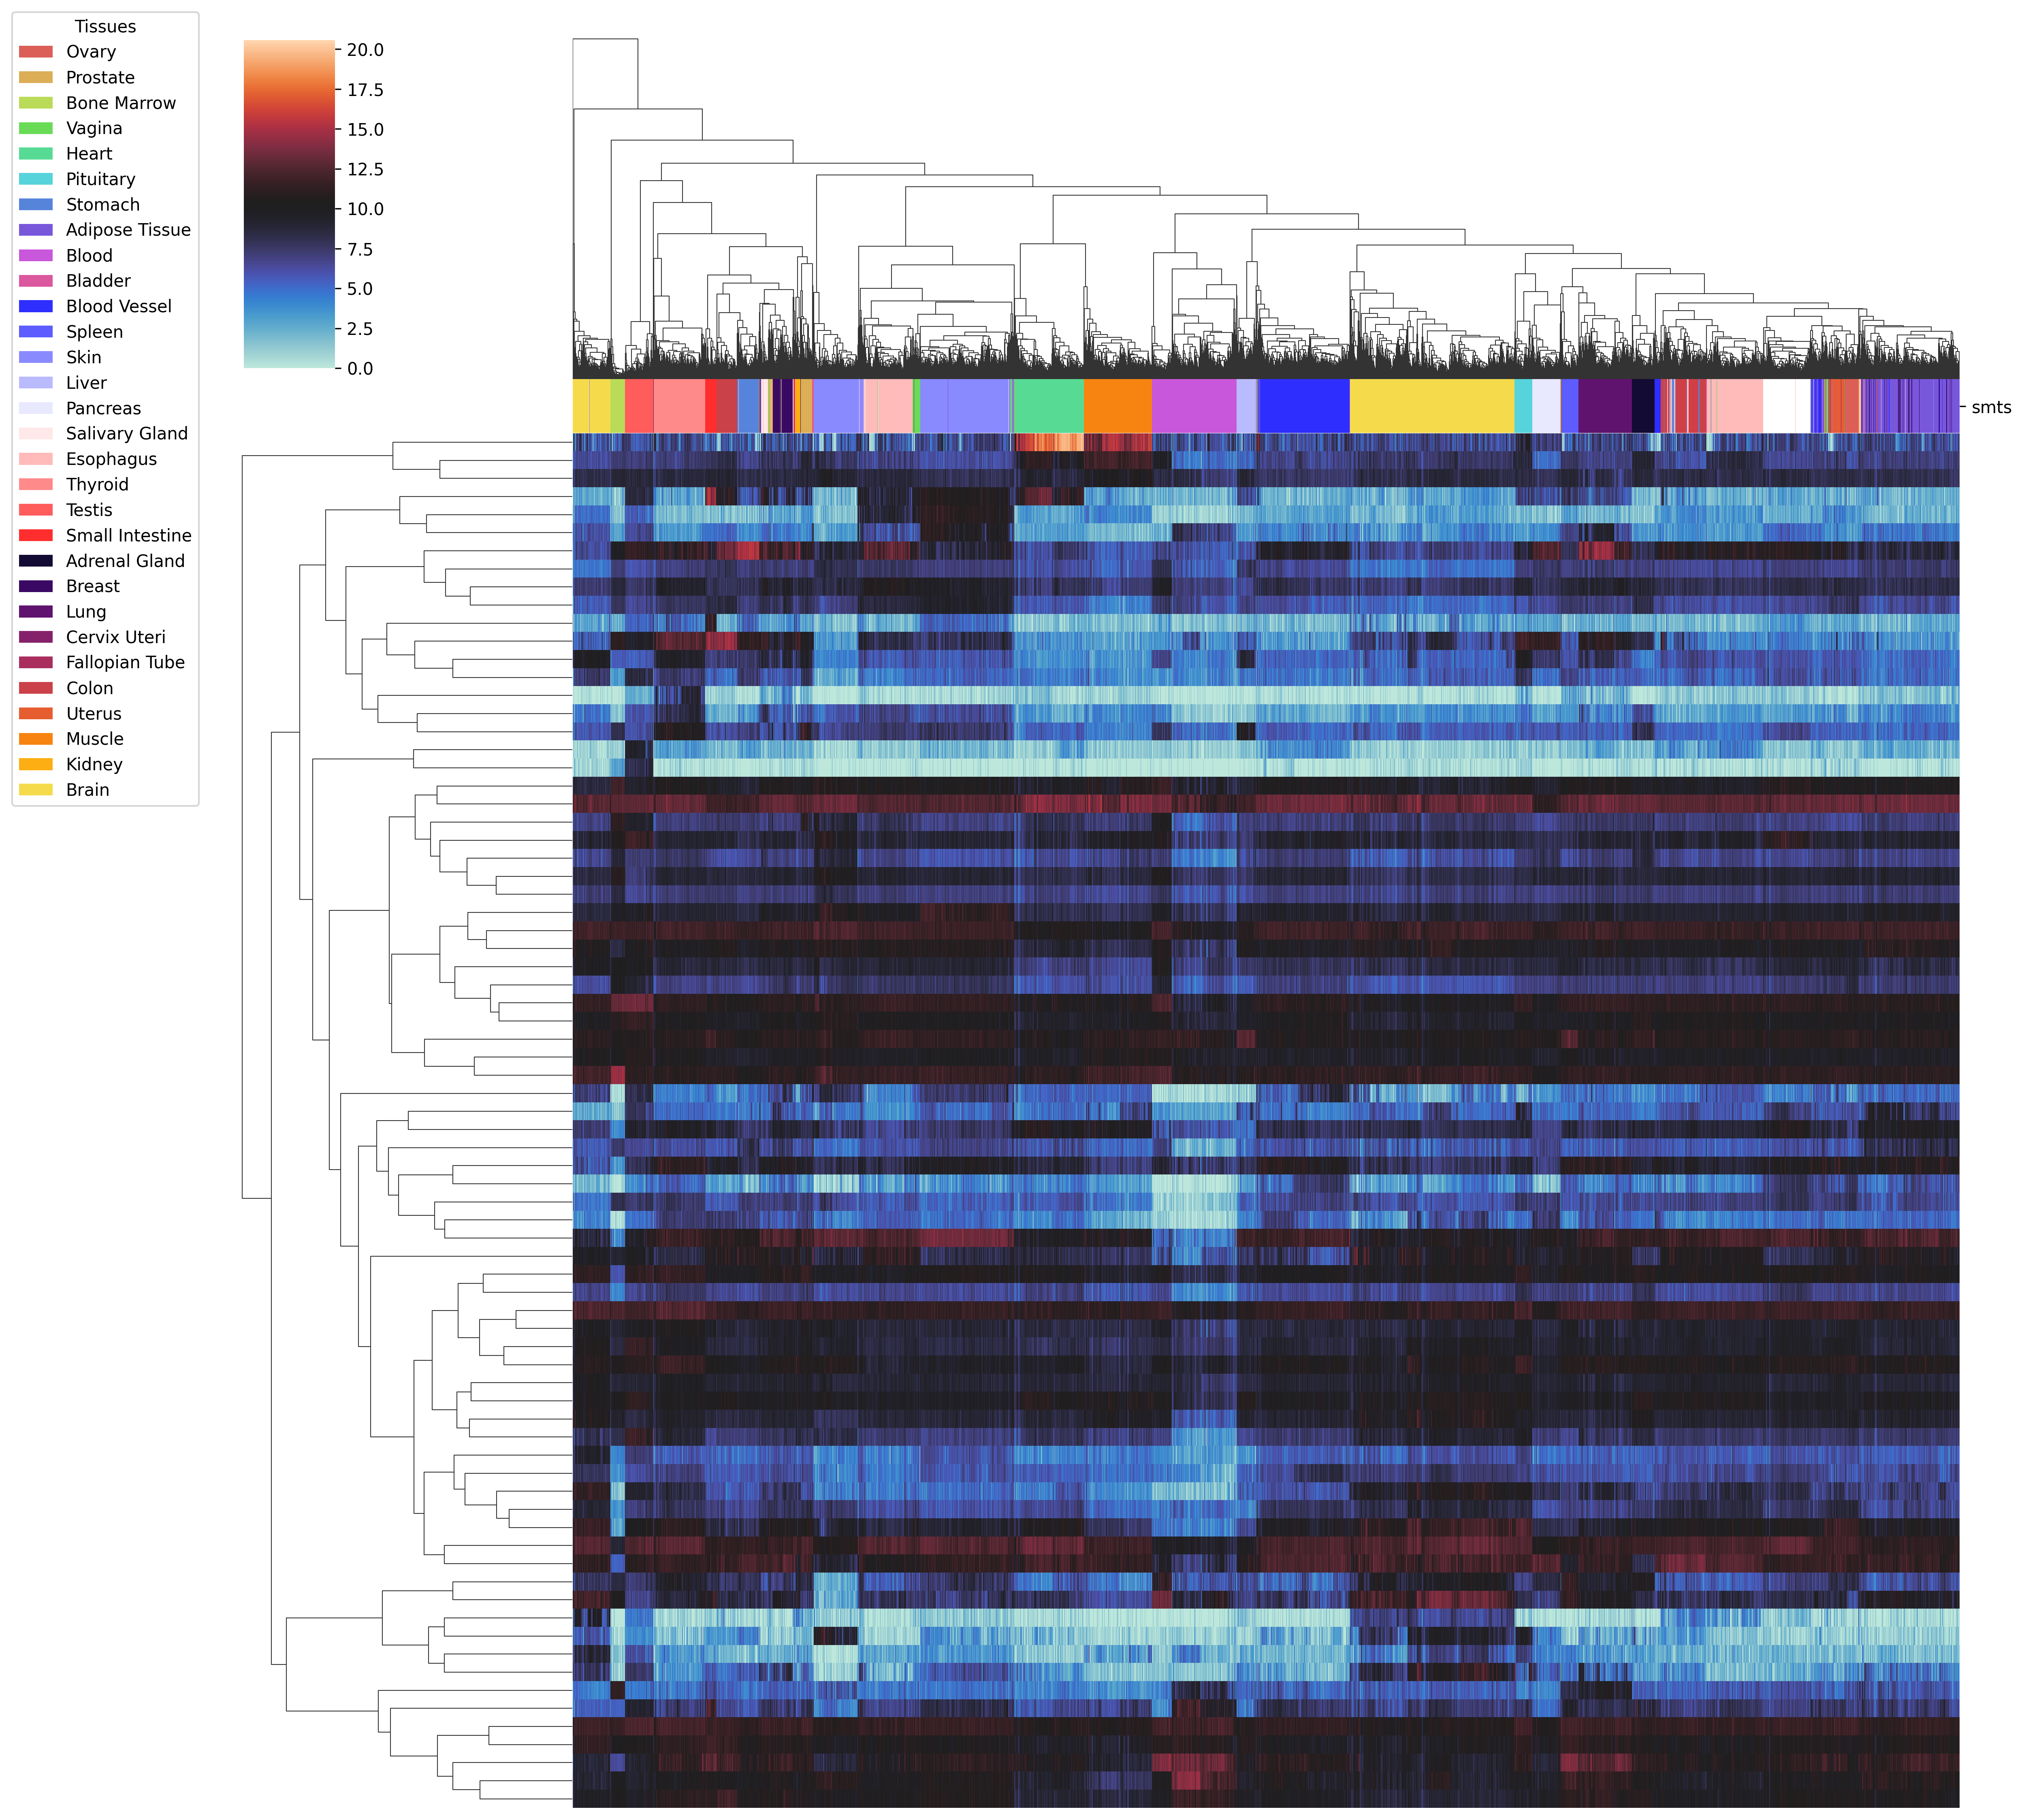 Tissues
Ovary
Prostate
Bone Marrow
Vagina
Heart
Pituitary
Stomach
Adipose Tissue
Blood
Bladder
Blood Vessel
Spleen
Skin
Liver
Pancreas
Salivary Gland
Esophagus
Thyroid
Testis
Small Intestine
Adrenal Gland
Breast
Lung
Cervix Uteri
Fallopian Tube
Colon
Uterus
Muscle
Kidney
Brain
20.0
17.5
15.0
12.5
10.0
7.5
5.0
2.5
0.0
smts